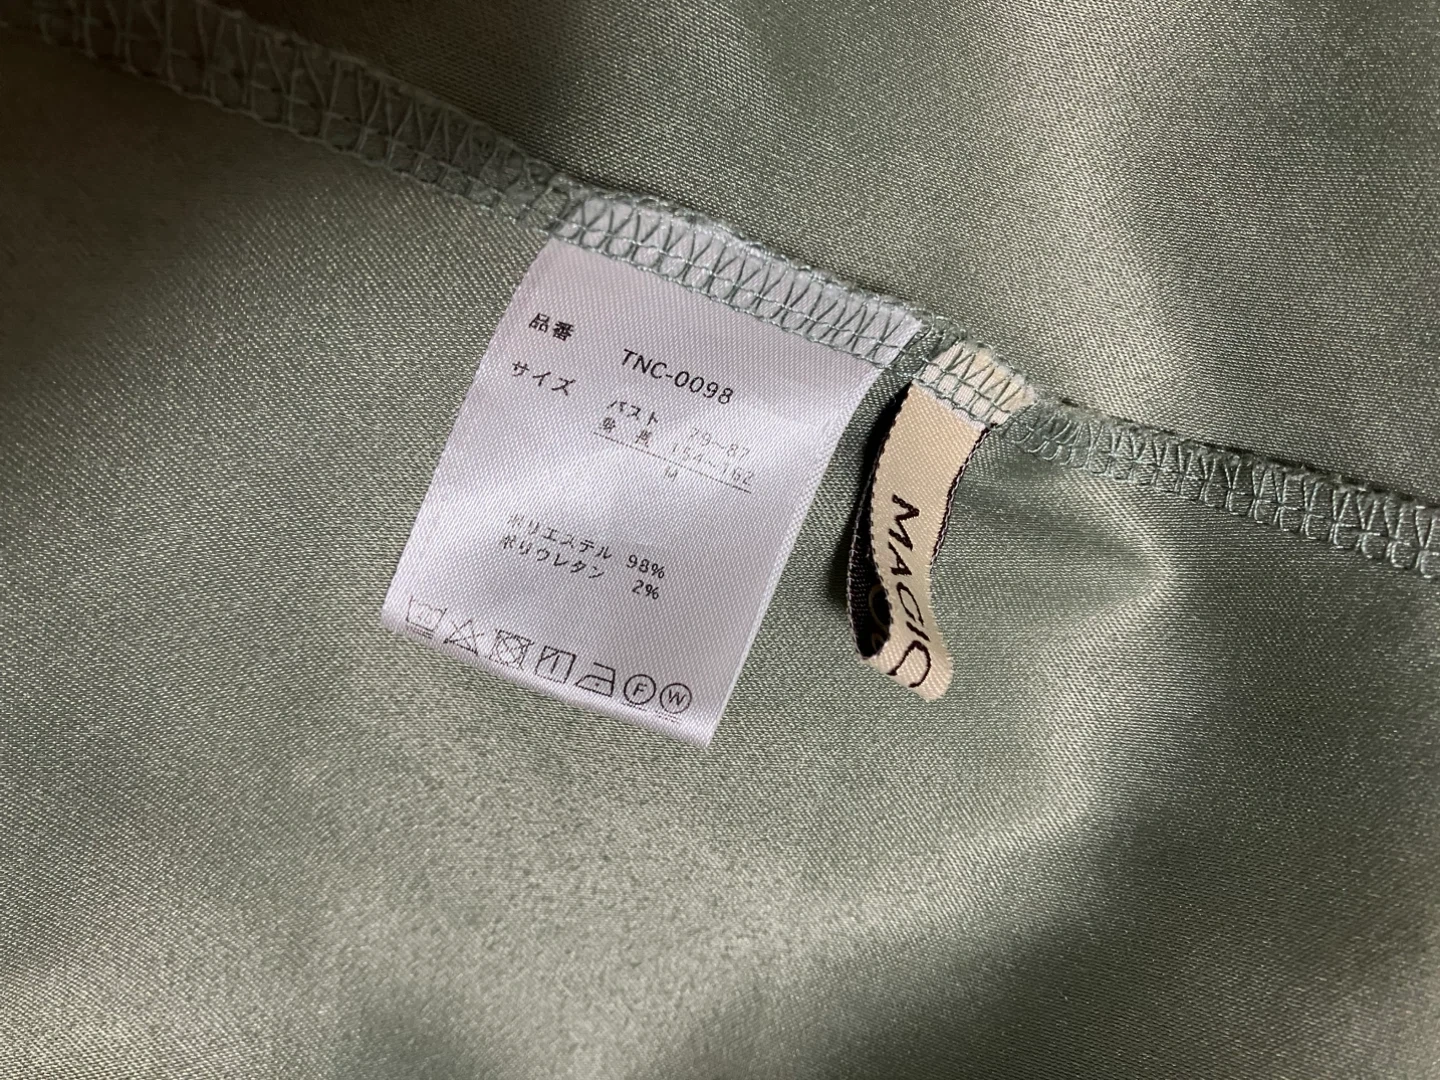 品番
TNC-0098
サイズ
バスト 79~87
身長 154~162
M
ポリエステル 98%
ポリウレタン 2%
F W
MAGIC